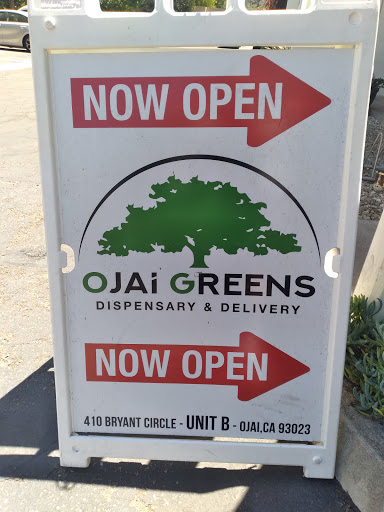 NOW OPEN
OJAi GREENS
DISPENSARY & DELIVERY
NOW OPEN
410 BRYANT CIRCLE - UNIT B - OJAI,CA 93023